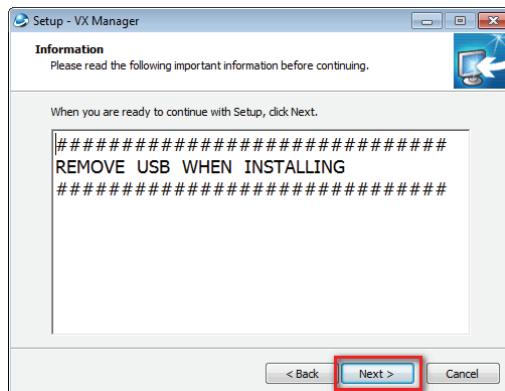 Setup - VX Manager
Information
Please read the following important information before continuing.
When you are ready to continue with Setup, click Next.
##############################
REMOVE USB WHEN INSTALLING
##############################
< Back
Next >
Cancel